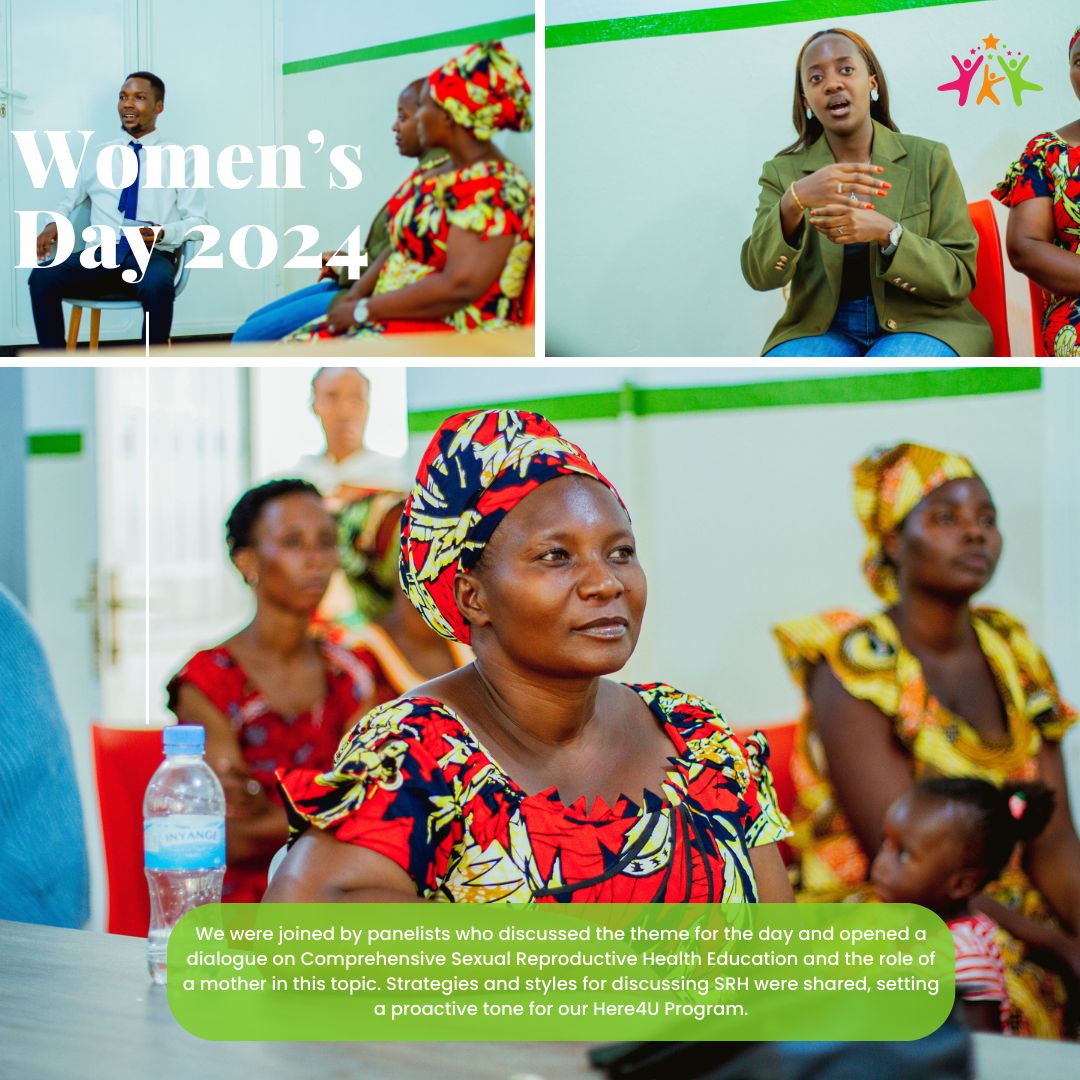 Women's
Day 2024
INYANGE
We were joined by panelists who discussed the theme for the day and opened a
dialogue on Comprehensive Sexual Reproductive Health Education and the role of
a mother in this topic. Strategies and styles for discussing SRH were shared, setting
a proactive tone for our Here4U Program.